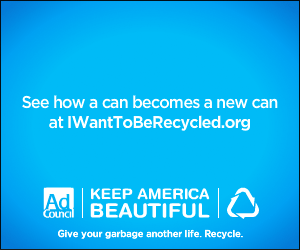 See how a can becomes a new can
at IWantToBeRecycled.org
Ad
Council
KEEP AMERICA
BEAUTIFUL
Give your garbage another life. Recycle.